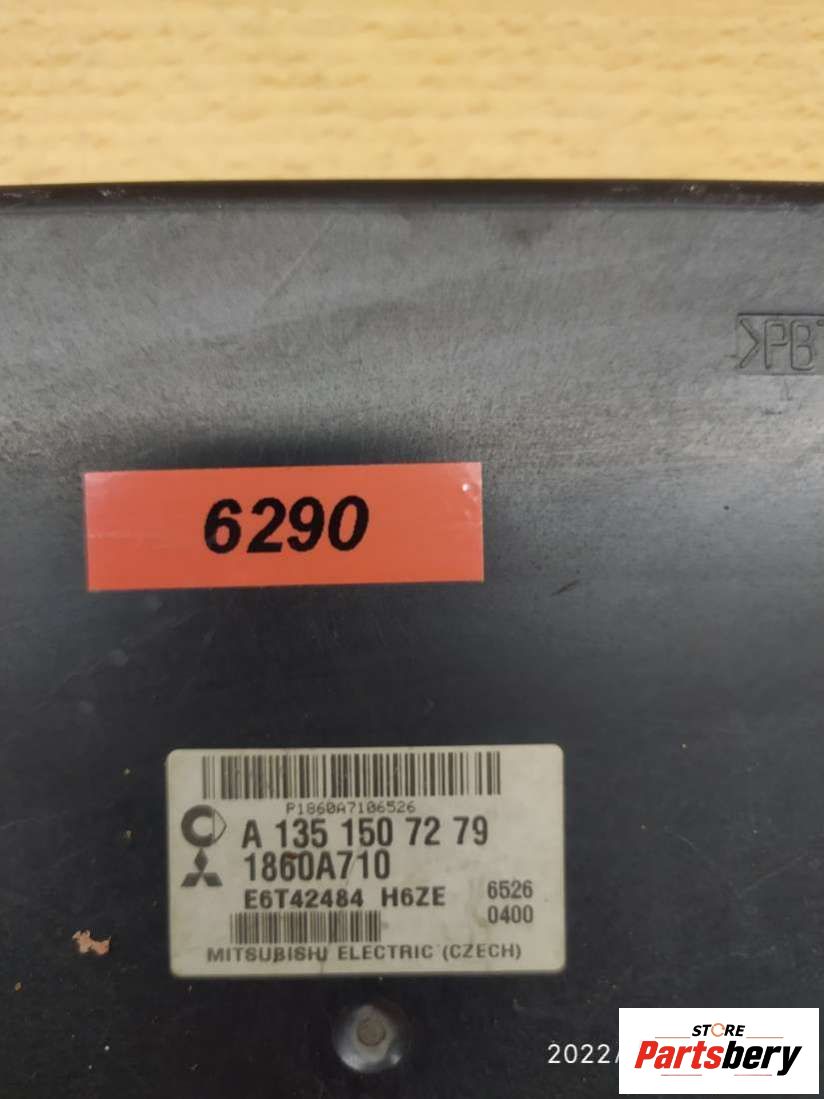 >PB
6290
P1860A7106526
A 135 150 72 79
1860A710
E6T42484 H6ZE 6526
0400
MITSUBISHI ELECTRIC (CZECH)
2022/
STORE
Partsbery